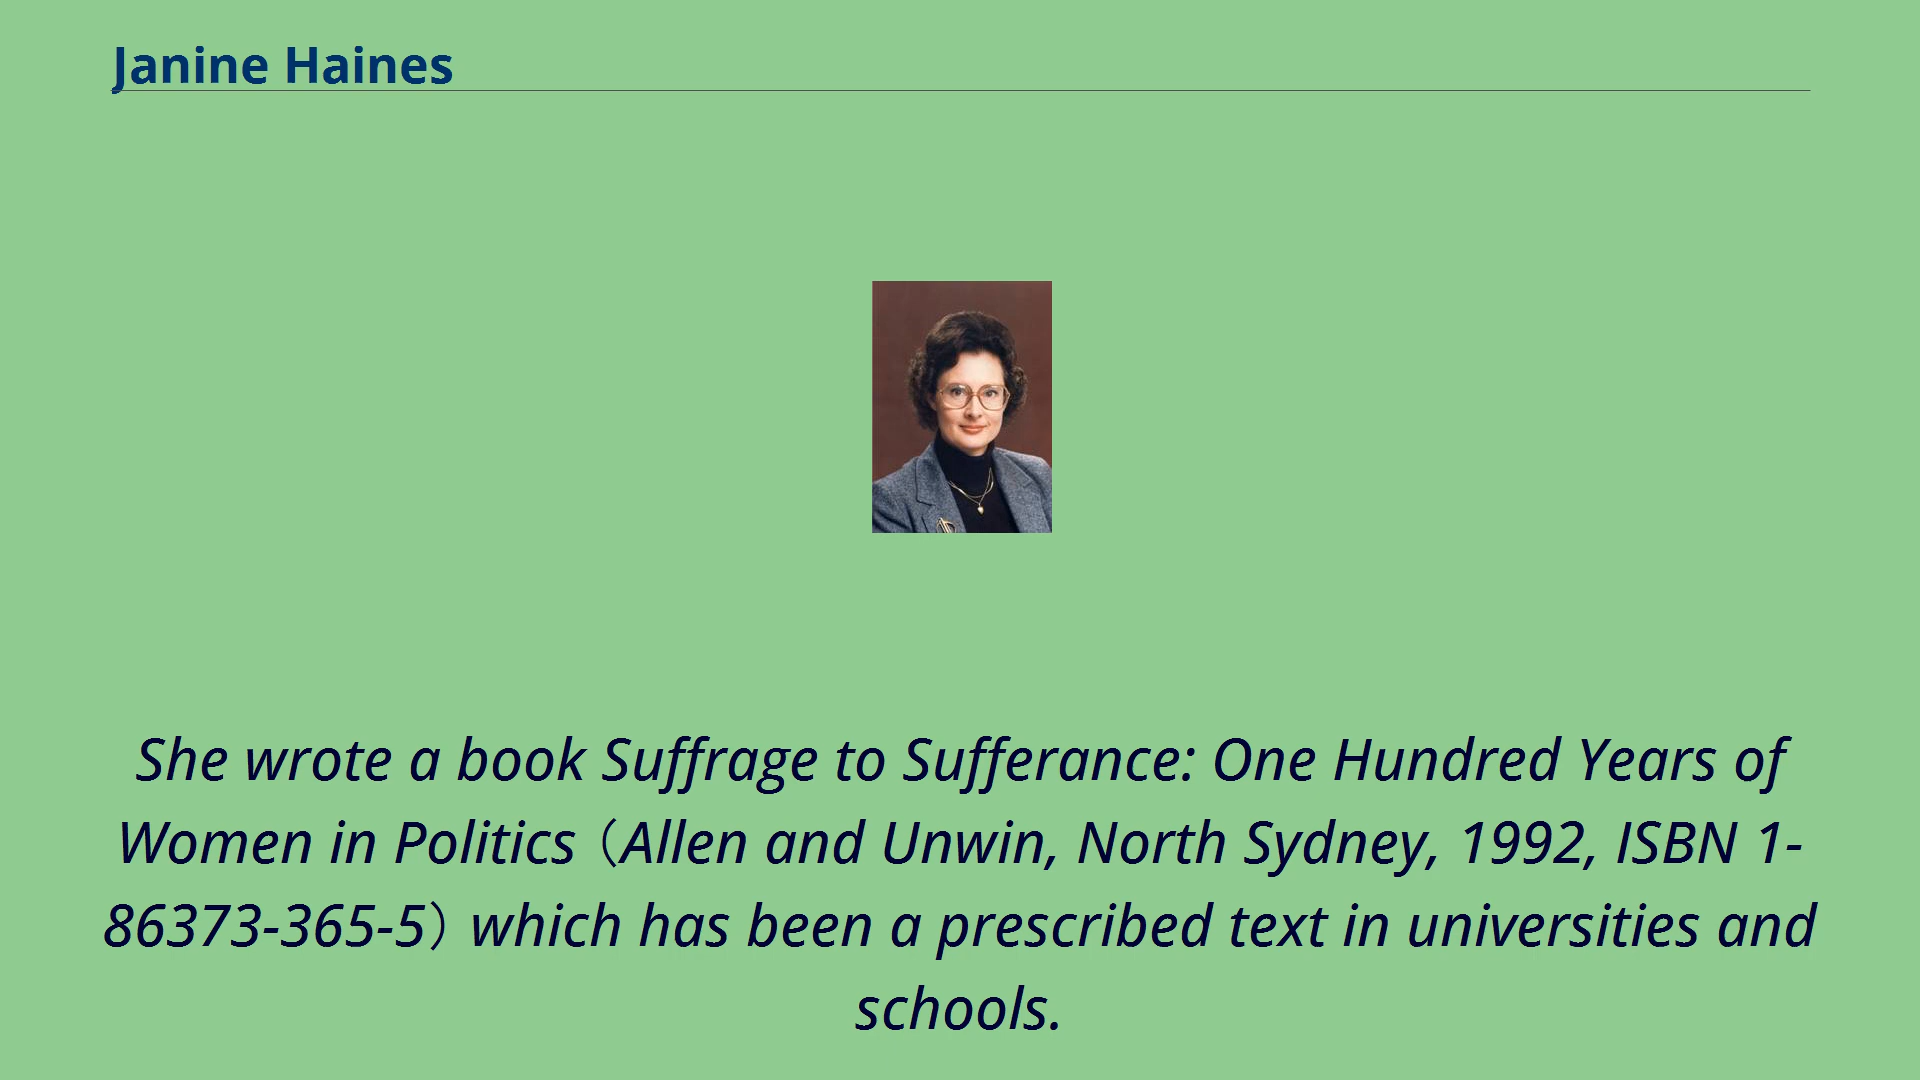 Janine Haines
She wrote a book Suffrage to Sufferance: One Hundred Years of
Women in Politics（Allen and Unwin, North Sydney, 1992, ISBN 1-
86373-365-5）which has been a prescribed text in universities and
schools.